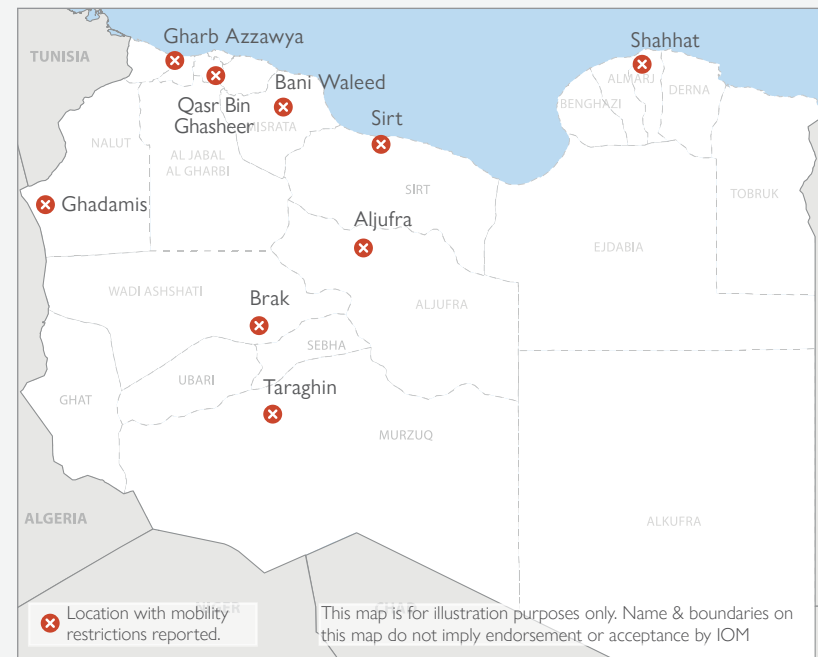 Gharb Azzawya
Shahhat
TUNISIA
ALMARJ
Bani Waleed
DERNA
BENGHAZI
Qasr Bin
Ghasheer
MISRATA
Sirt
NALUT
AL JABAL
AL GHARBI
SIRT
TOBRUK
Ghadamis
Aljufra
EJDABIA
WADI ASHSHATI
Brak
ALJUFRA
SEBHA
UBARI
Taraghin
GHAT
MURZUQ
ALGERIA
ALKUFRA
NIGER
CHAD
Location with mobility
restrictions reported.
This map is for illustration purposes only. Name & boundaries on
this map do not imply endorsement or acceptance by IOM